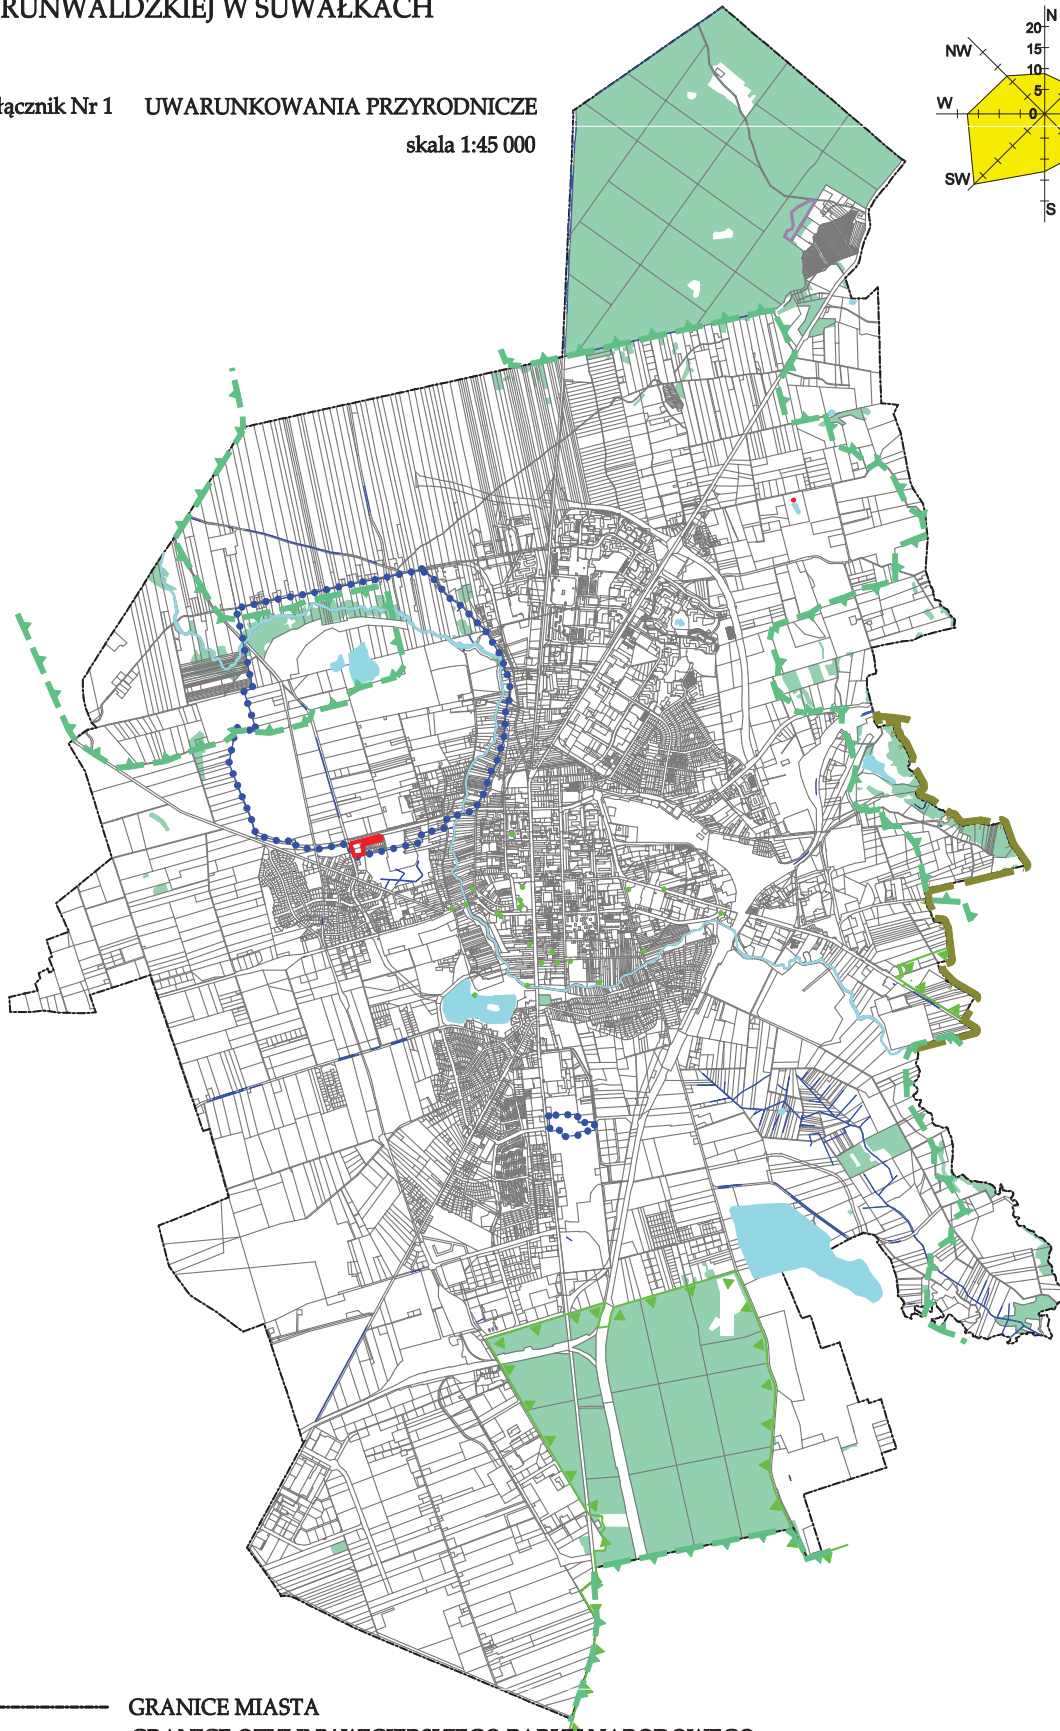 RUNWALDZKIEJ W SUWAŁKACH
łącznik Nr 1 UWARUNKOWANIA PRZYRODNICZE
skala 1:45 000
N
20
15
10
5
0
NW
W
SW
S
GRANICE MIASTA